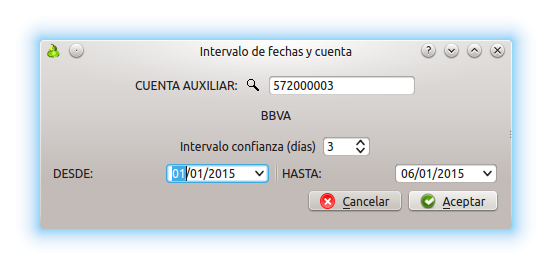 Intervalo de fechas y cuenta
CUENTA AUXILIAR: 572000003
BBVA
Intervalo confianza (días) 3
DESDE: 01/01/2015 HASTA: 06/01/2015
Cancelar Aceptar